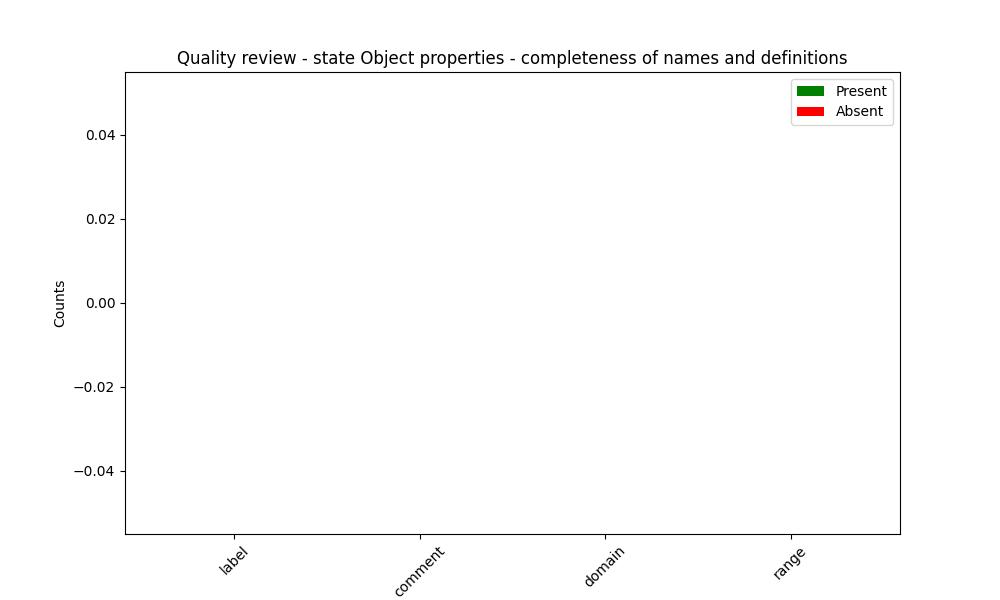 Quality review - state Object properties - completeness of names and definitions
Present
Absent
0.04
0.02
0.00
−0.02
−0.04
Counts
label
comment
domain
range